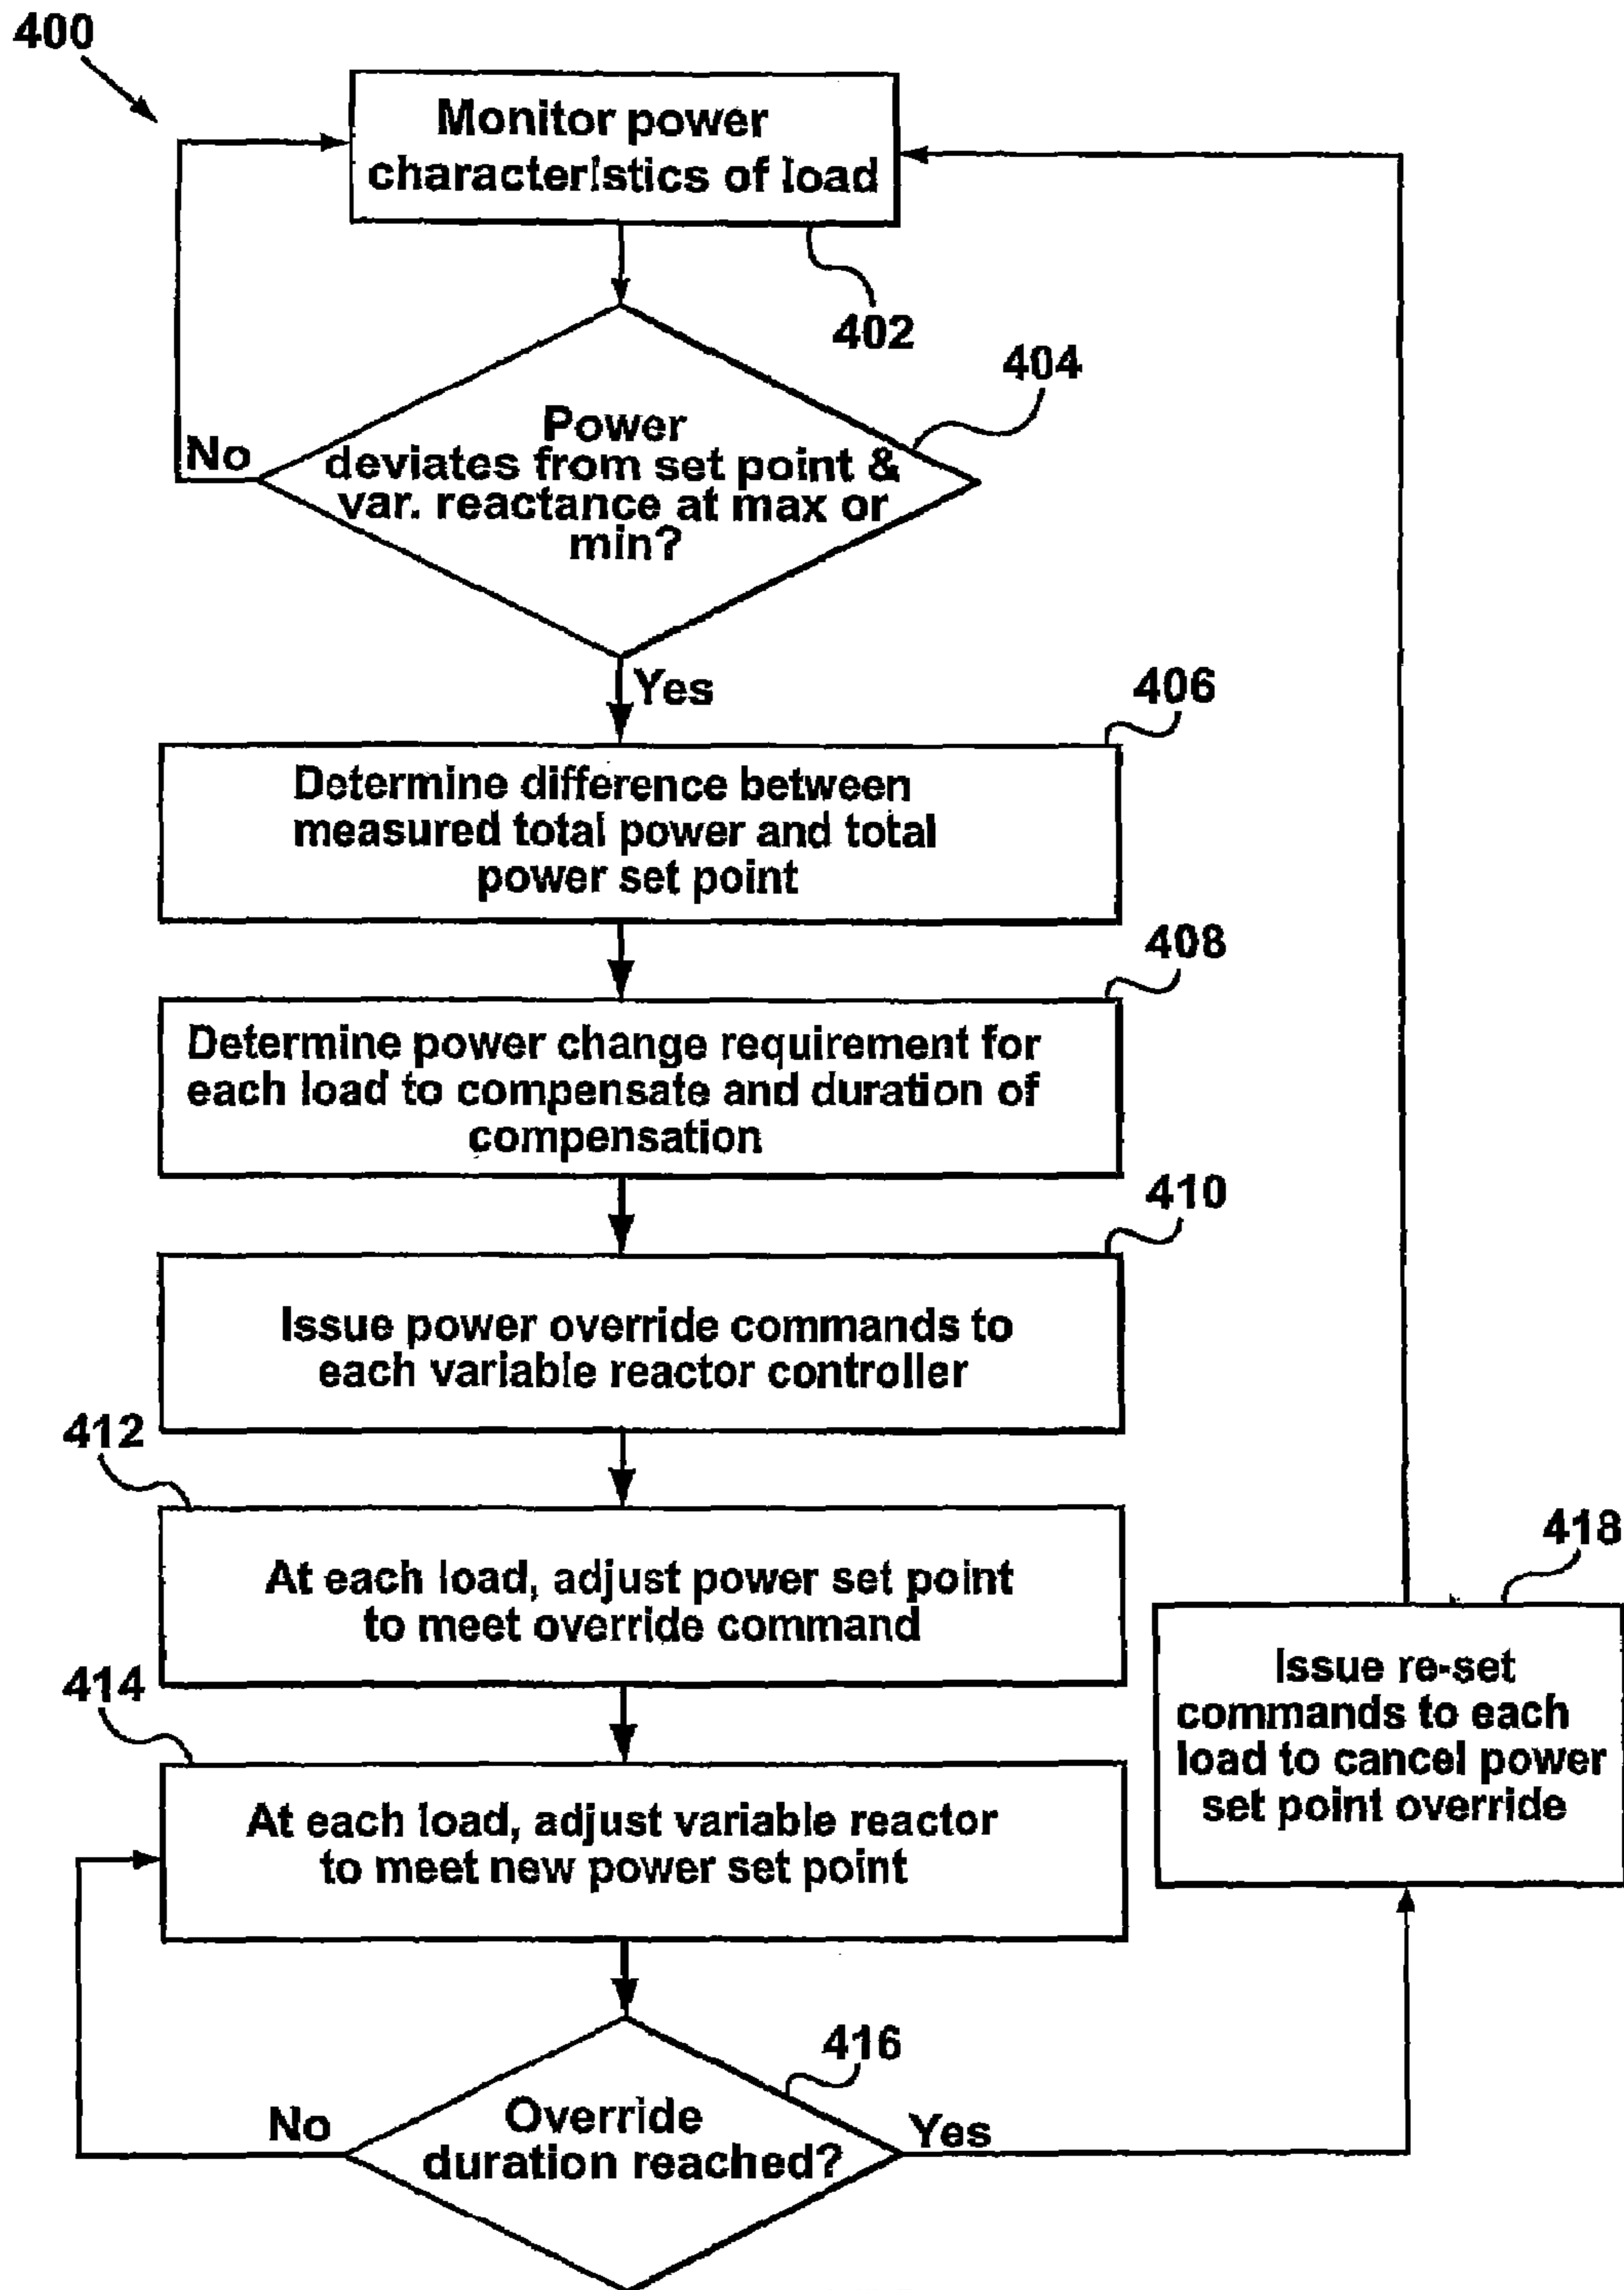 400
Monitor power
characteristics of load
402
404
Power
deviates from set point &
var. reactance at max or
min?
No
Yes
406
Determine difference between
measured total power and total
power set point
408
Determine power change requirement for
each load to compensate and duration of
compensation
410
Issue power override commands to
each variable reactor controller
412
At each load, adjust power set point
to meet override command
418
Issue re-set
commands to each
load to cancel power
set point override
414
At each load, adjust variable reactor
to meet new power set point
416
Override
duration reached?
No
Yes